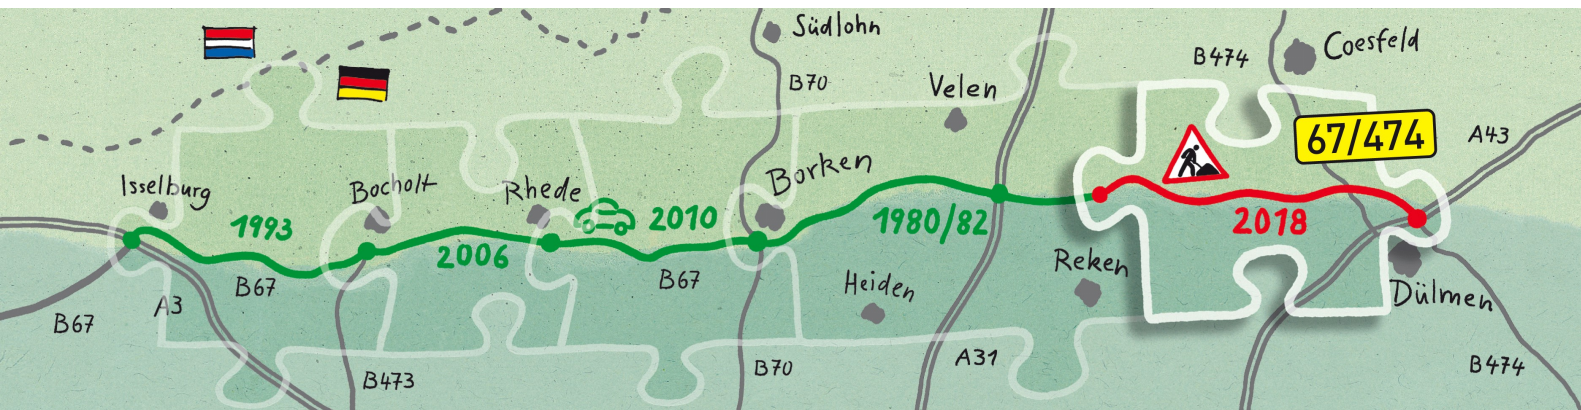 Südlohn
B70
Velen
B474
Coesfeld
67/474
A43
Isselburg
1993
Bocholt
Rhede
2010
Borken
1980/82
2018
2006
B67
A3
B67
B67
Heiden
Reken
Dülmen
B473
B70
A31
B474